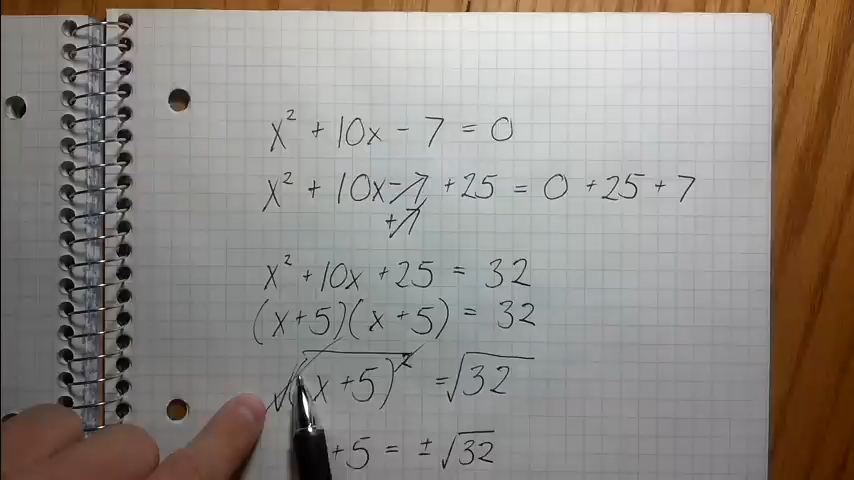 x² + 10x - 7 = 0
x² + 10x - 7 + 25 = 0 + 25 + 7
+7
x² + 10x + 25 = 32
(x + 5)(x + 5) = 32
√(x + 5)² = √32
+ 5 = ± √32